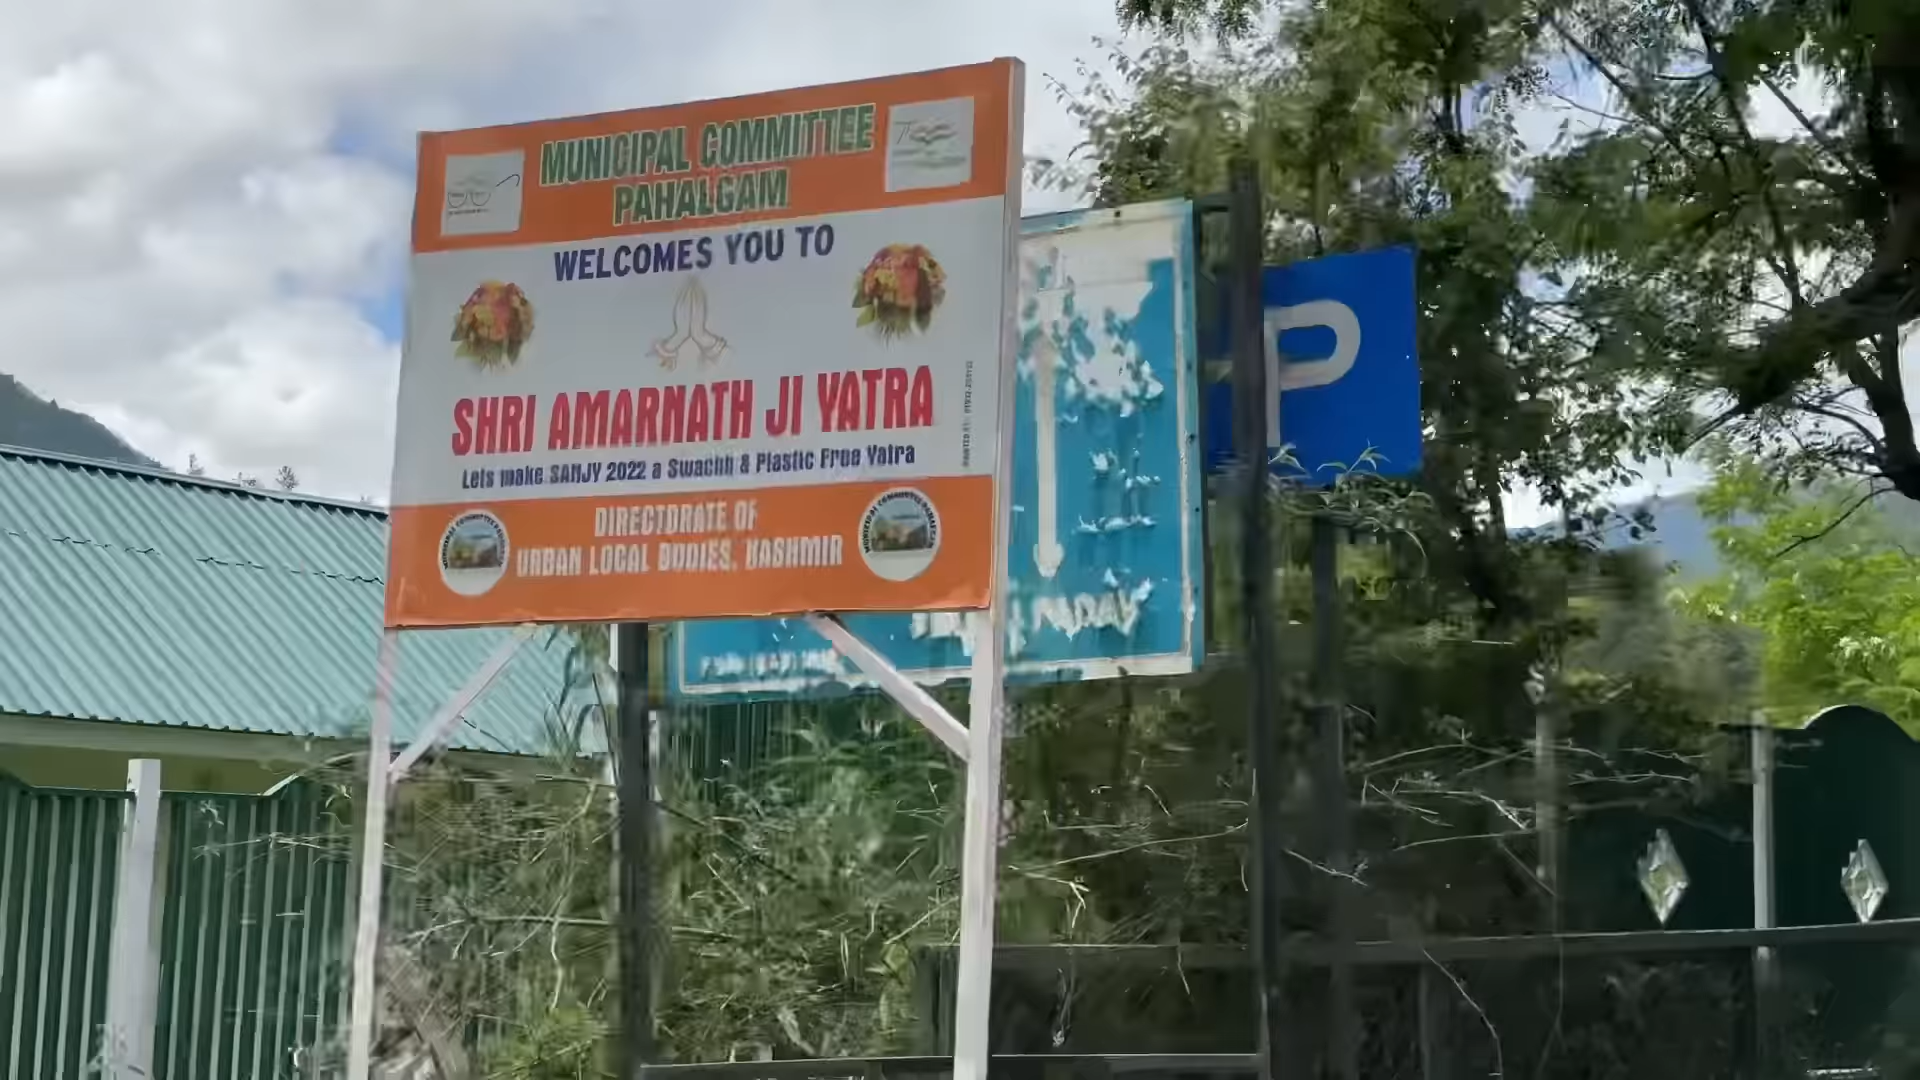 MUNICIPAL COMMITTEE
PAHALGAM
WELCOMES YOU TO
SHRI AMARNATH JI YATRA
Lets make SANJY 2022 a Swachh & Plastic Free Yatra
DIRECTORATE OF
URBAN LOCAL BODIES, KASHMIR
P